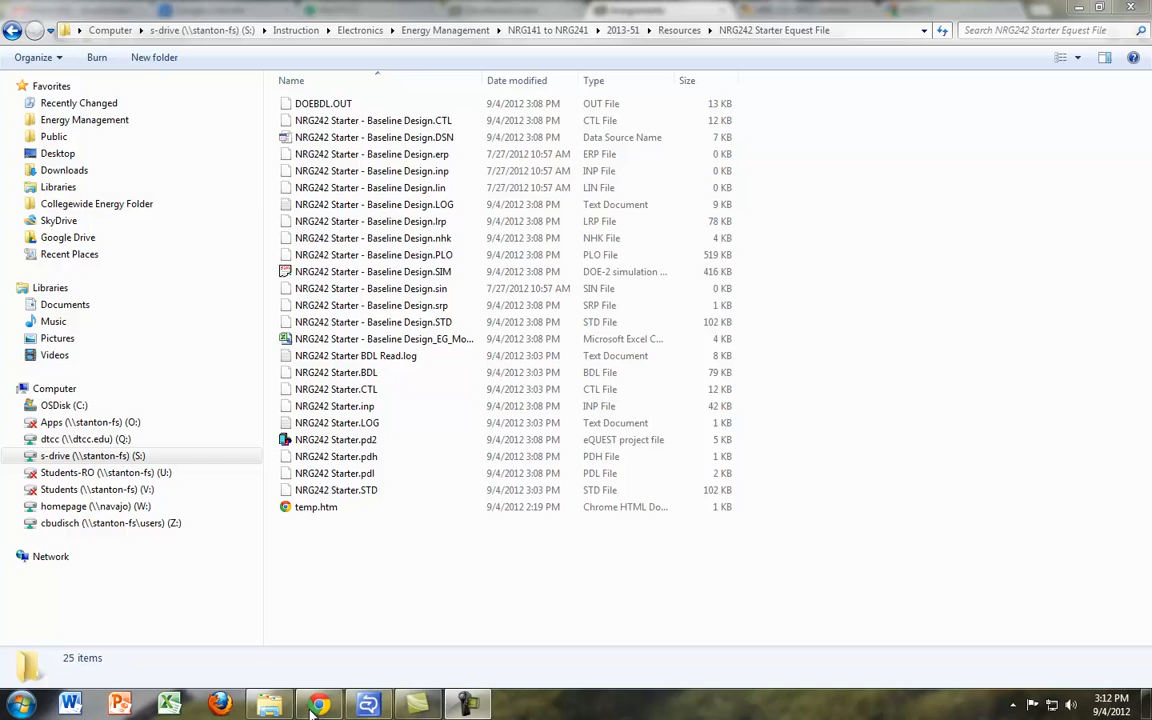 Computer ▸ s-drive (\\stanton-fs) (S:) ▸ Instruction ▸ Electronics ▸ Energy Management ▸ NRG141 to NRG241 ▸ 2013-51 ▸ Resources ▸ NRG242 Starter Equest File
Search NRG242 Starter Equest File
Organize Burn New folder
Name Date modified Type Size
Favorites
Recently Changed
Energy Management
Public
Desktop
Downloads
Libraries
Collegewide Energy Folder
SkyDrive
Google Drive
Recent Places
Libraries
Documents
Music
Pictures
Videos
Computer
OSDisk (C:)
Apps (\\stanton-fs) (O:)
dtcc (\\dtcc.edu) (Q:)
s-drive (\\stanton-fs) (S:)
Students-RO (\\stanton-fs) (U:)
Students (\\stanton-fs) (V:)
homepage (\\navajo) (W:)
cbudisch (\\stanton-fs\users) (Z:)
Network
DOEBDL.OUT 9/4/2012 3:08 PM OUT File 13 KB
NRG242 Starter - Baseline Design.CTL 9/4/2012 3:08 PM CTL File 12 KB
NRG242 Starter - Baseline Design.DSN 9/4/2012 3:08 PM Data Source Name 7 KB
NRG242 Starter - Baseline Design.erp 7/27/2012 10:57 AM ERP File 0 KB
NRG242 Starter - Baseline Design.inp 7/27/2012 10:57 AM INP File 0 KB
NRG242 Starter - Baseline Design.lin 7/27/2012 10:57 AM LIN File 0 KB
NRG242 Starter - Baseline Design.LOG 9/4/2012 3:08 PM Text Document 9 KB
NRG242 Starter - Baseline Design.lrp 9/4/2012 3:08 PM LRP File 78 KB
NRG242 Starter - Baseline Design.nhk 9/4/2012 3:08 PM NHK File 4 KB
NRG242 Starter - Baseline Design.PLO 9/4/2012 3:08 PM PLO File 519 KB
NRG242 Starter - Baseline Design.SIM 9/4/2012 3:08 PM DOE-2 simulation ... 416 KB
NRG242 Starter - Baseline Design.sin 7/27/2012 10:57 AM SIN File 0 KB
NRG242 Starter - Baseline Design.srp 9/4/2012 3:08 PM SRP File 1 KB
NRG242 Starter - Baseline Design.STD 9/4/2012 3:08 PM STD File 102 KB
NRG242 Starter - Baseline Design_EG_Mo... 9/4/2012 3:08 PM Microsoft Excel C... 4 KB
NRG242 Starter BDL Read.log 9/4/2012 3:03 PM Text Document 8 KB
NRG242 Starter.BDL 9/4/2012 3:03 PM BDL File 79 KB
NRG242 Starter.CTL 9/4/2012 3:03 PM CTL File 12 KB
NRG242 Starter.inp 9/4/2012 3:08 PM INP File 42 KB
NRG242 Starter.LOG 9/4/2012 3:03 PM Text Document 1 KB
NRG242 Starter.pd2 9/4/2012 3:08 PM eQUEST project file 5 KB
NRG242 Starter.pdh 9/4/2012 3:08 PM PDH File 1 KB
NRG242 Starter.pdl 9/4/2012 3:08 PM PDL File 2 KB
NRG242 Starter.STD 9/4/2012 3:03 PM STD File 102 KB
temp.htm 9/4/2012 2:19 PM Chrome HTML Do... 1 KB
25 items
3:12 PM
9/4/2012